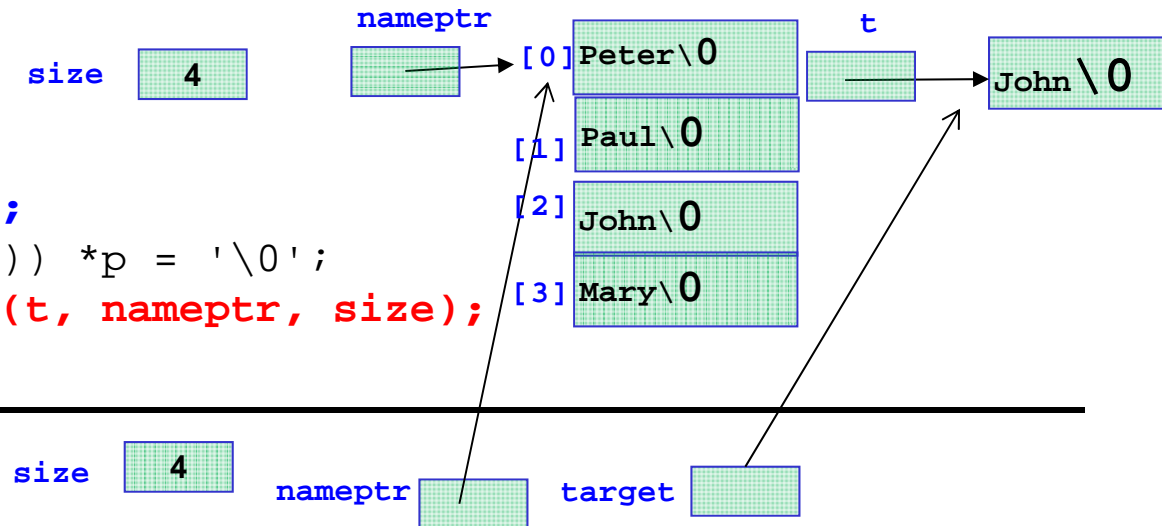 nameptr
t
size 4
[0] Peter\0
John\0
[1] Paul\0
;
[2] John\0
)) *p = '\0';
(t, nameptr, size);
[3] Mary\0
size 4
nameptr
target